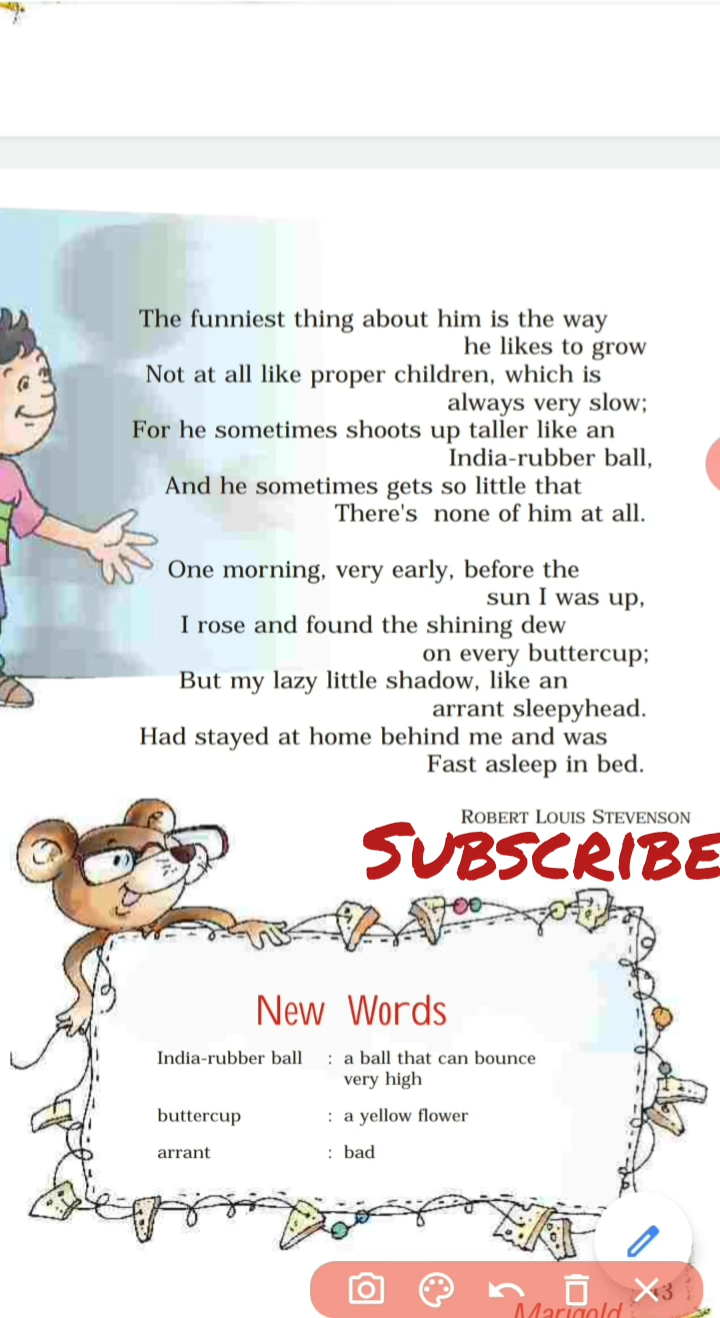 The funniest thing about him is the way
he likes to grow
Not at all like proper children, which is
always very slow;
For he sometimes shoots up taller like an
India-rubber ball,
And he sometimes gets so little that
There's none of him at all.
One morning, very early, before the
sun I was up,
I rose and found the shining dew
on every buttercup;
But my lazy little shadow, like an
arrant sleepyhead.
Had stayed at home behind me and was
Fast asleep in bed.
ROBERT LOUIS STEVENSON
SUBSCRIBE
New Words
India-rubber ball : a ball that can bounce
very high
buttercup : a yellow flower
arrant : bad
Marigold